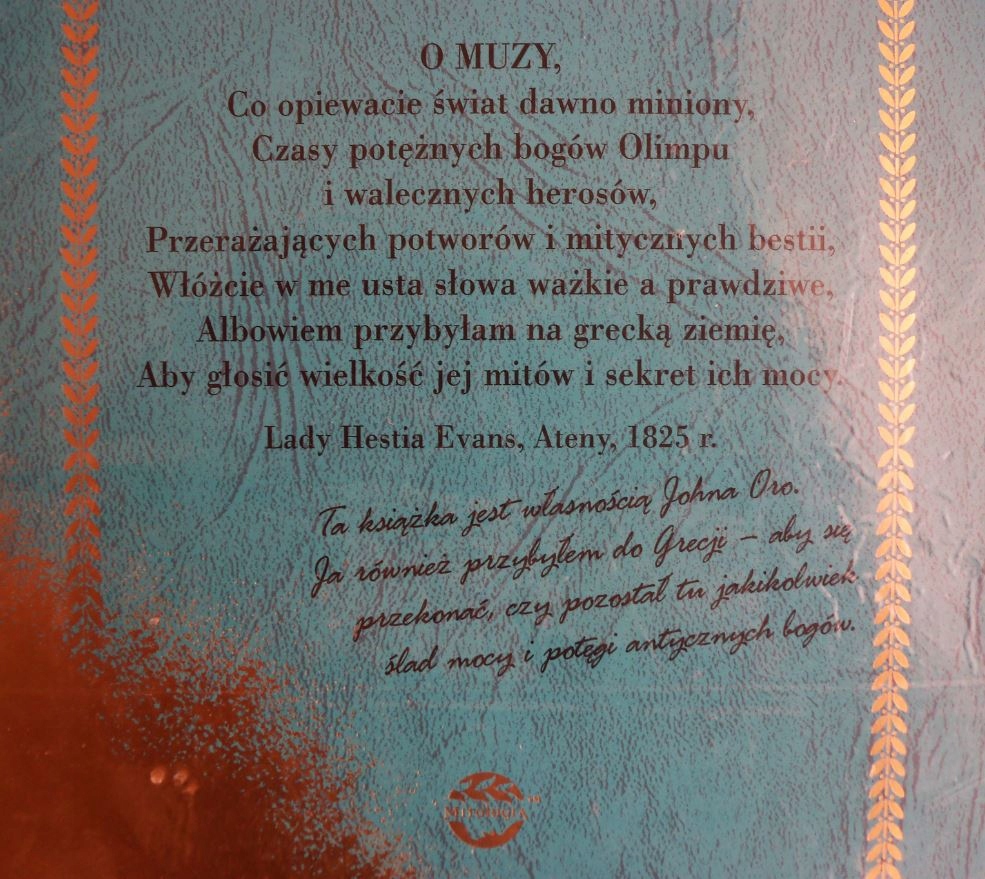 O MUZY,
Co opiewacie świat dawno miniony,
Czasy potężnych bogów Olimpu
i walecznych herosów,
Przerażających potworów i mitycznych bestii,
Włóżcie w me usta słowa ważkie a prawdziwe,
Albowiem przybyłam na grecką ziemię,
Aby głosić wielkość jej mitów i sekret ich mocy.
Lady Hestia Evans, Ateny, 1825 r.
Ta książka jest własnością Johna Oro.
Ja również przybyłem do Grecji – aby się
przekonać, czy pozostał tu jakikolwiek
ślad mocy i potęgi antycznych bogów.